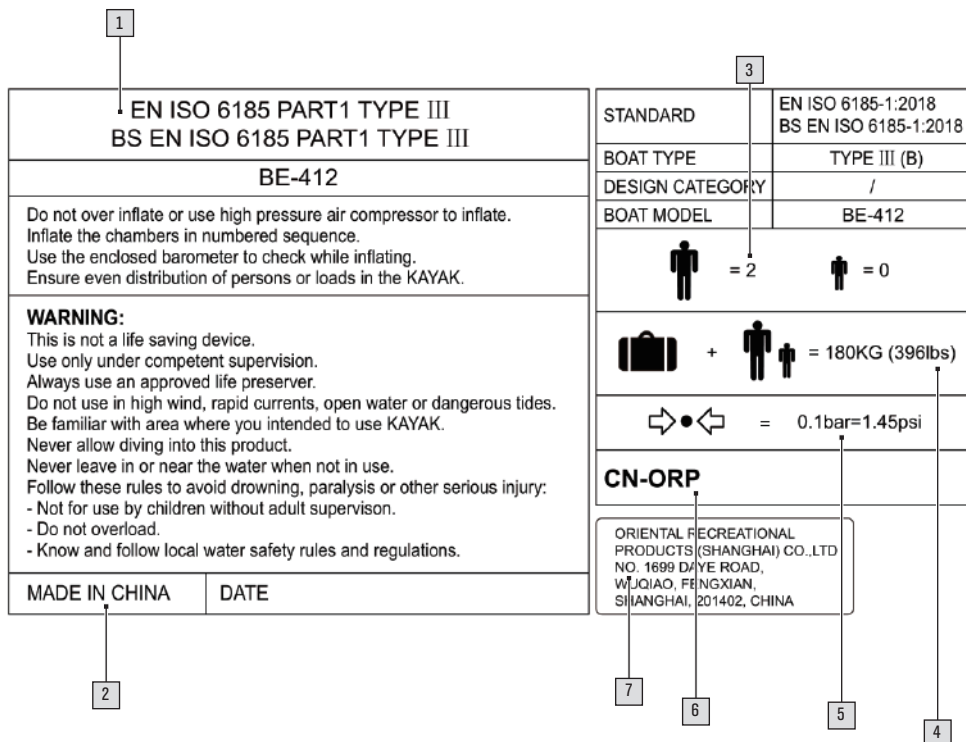 1
EN ISO 6185 PART1 TYPE III
BS EN ISO 6185 PART1 TYPE III
BE-412
Do not over inflate or use high pressure air compressor to inflate.
Inflate the chambers in numbered sequence.
Use the enclosed barometer to check while inflating.
Ensure even distribution of persons or loads in the KAYAK.
WARNING:
This is not a life saving device.
Use only under competent supervision.
Always use an approved life preserver.
Do not use in high wind, rapid currents, open water or dangerous tides.
Be familiar with area where you intended to use KAYAK.
Never allow diving into this product.
Never leave in or near the water when not in use.
Follow these rules to avoid drowning, paralysis or other serious injury:
- Not for use by children without adult supervison.
- Do not overload.
- Know and follow local water safety rules and regulations.
MADE IN CHINA DATE
2
3
STANDARD EN ISO 6185-1:2018
BS EN ISO 6185-1:2018
BOAT TYPE TYPE III (B)
DESIGN CATEGORY /
BOAT MODEL BE-412
= 2 = 0
+ = 180KG (396lbs)
= 0.1bar=1.45psi
CN-ORP
ORIENTAL RECREATIONAL
PRODUCTS (SHANGHAI) CO.,LTD
NO. 1699 DAYE ROAD,
WUQIAO, FENGXIAN,
SHANGHAI, 201402, CHINA
7
6
5
4